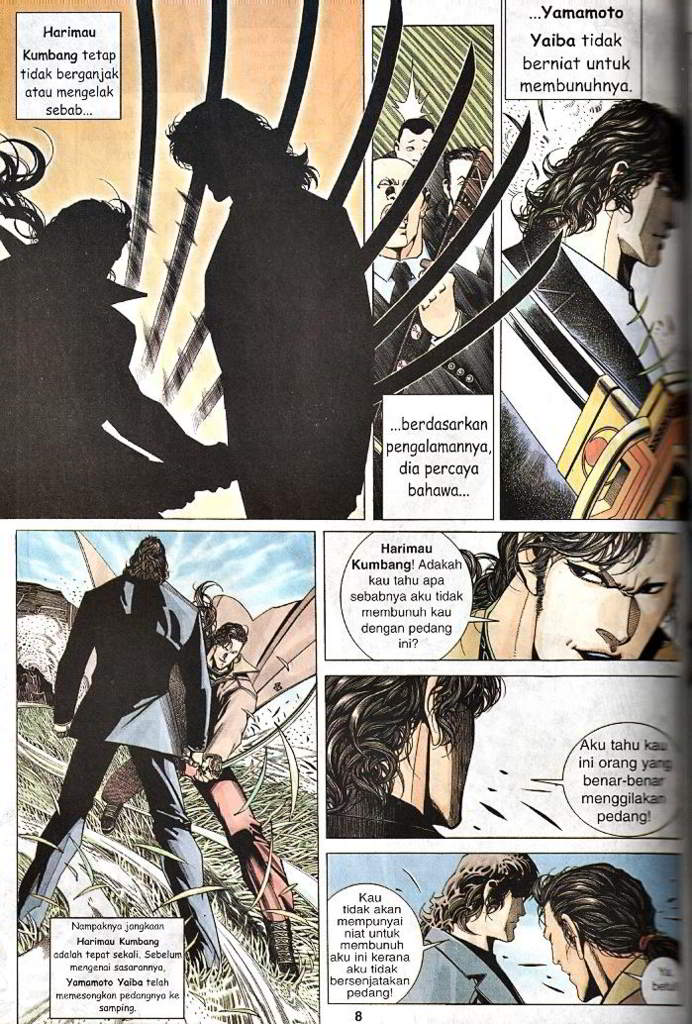 Harimau
Kumbang tetap
tidak berganjak
atau mengelak
sebab...
...berdasarkan
pengalamannya,
dia percaya
bahawa...
...Yamamoto
Yaiba tidak
berniat untuk
membunuhnya.
Nampaknya jangkaan
Harimau Kumbang
adalah tepat sekali. Sebelum
mengenai sasarannya,
Yamamoto Yaiba telah
memesongkan pedangnya ke
samping.
Harimau
Kumbang! Adakah
kau tahu apa
sebabnya aku tidak
membunuh kau
dengan pedang
ini?
Aku tahu kau
ini orang yang
benar-benar
menggilakan
pedang!
Kau
tidak akan
mempunyai
niat untuk
membunuh
aku ini kerana
aku tidak
bersenjatakan
pedang!
Ya,
8